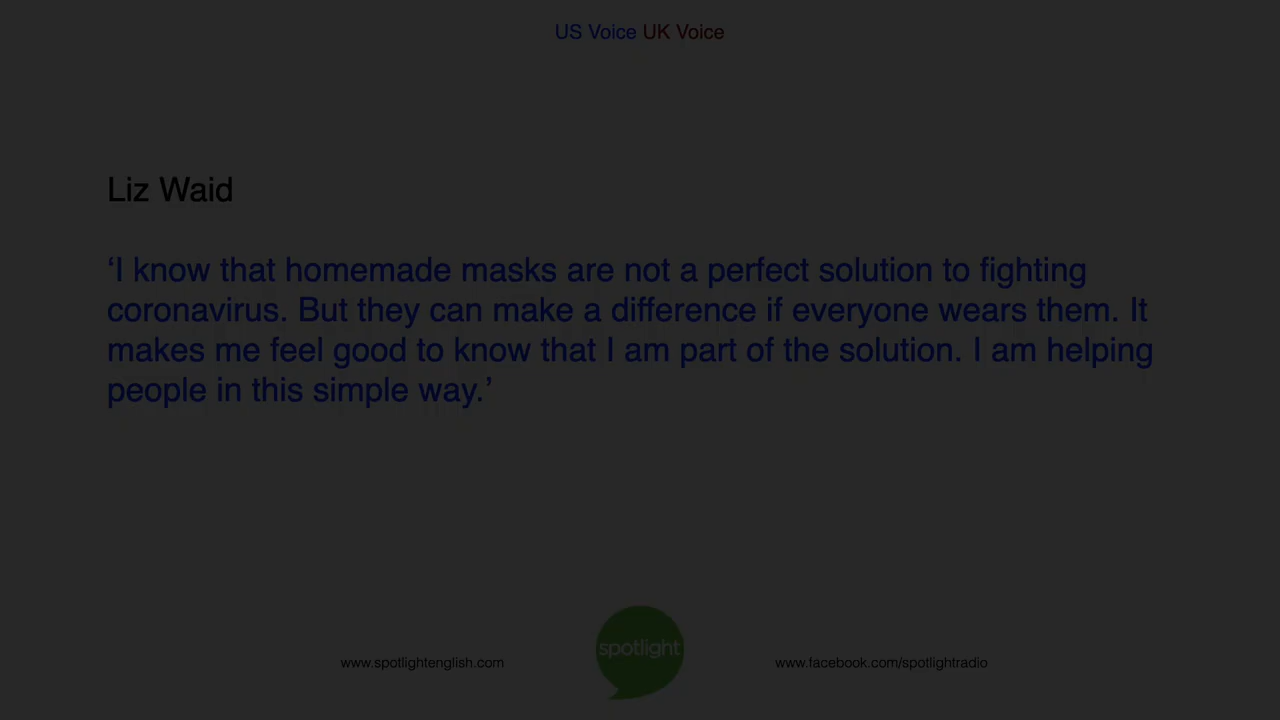 US Voice UK Voice
Liz Waid
‘I know that homemade masks are not a perfect solution to fighting
coronavirus. But they can make a difference if everyone wears them. It
makes me feel good to know that I am part of the solution. I am helping
people in this simple way.’
spotlight
www.spotlightenglish.com
www.facebook.com/spotlightradio